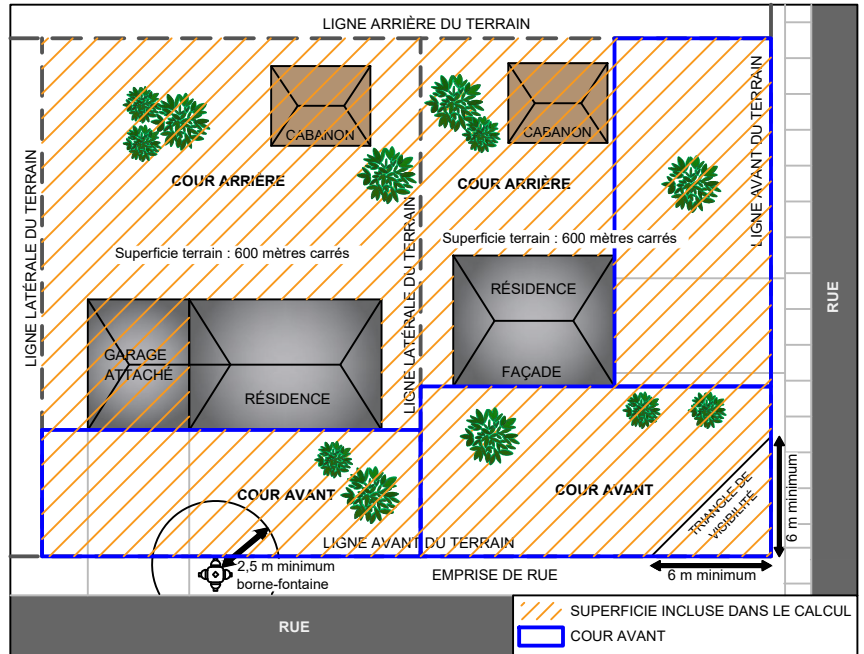 LIGNE ARRIÈRE DU TERRAIN
LIGNE LATÉRALE DU TERRAIN
CABANON
COUR ARRIÈRE
Superficie terrain : 600 mètres carrés
LIGNE LATÉRALE DU TERRAIN
CABANON
COUR ARRIÈRE
Superficie terrain : 600 mètres carrés
LIGNE AVANT DU TERRAIN
RUE
GARAGE
ATTACHÉ
RÉSIDENCE
RÉSIDENCE
FAÇADE
COUR AVANT
COUR AVANT
TRIANGLE DE
VISIBILITÉ
6 m minimum
LIGNE AVANT DU TERRAIN
2,5 m minimum
borne-fontaine
EMPRISE DE RUE
6 m minimum
RUE
SUPERFICIE INCLUSE DANS LE CALCUL
COUR AVANT